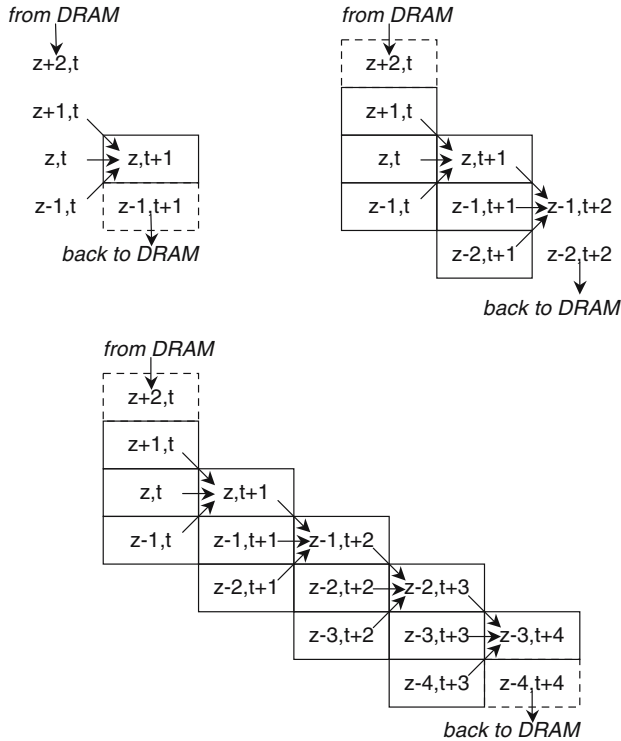 from DRAM
z+2,t
z+1,t
z,t z,t+1
z-1,t z-1,t+1
back to DRAM
from DRAM
z+2,t
z+1,t
z,t z,t+1
z-1,t z-1,t+1 z-1,t+2
z-2,t+1 z-2,t+2
back to DRAM
from DRAM
z+2,t
z+1,t
z,t z,t+1
z-1,t z-1,t+1 z-1,t+2
z-2,t+1 z-2,t+2 z-2,t+3
z-3,t+2 z-3,t+3 z-3,t+4
z-4,t+3 z-4,t+4
back to DRAM